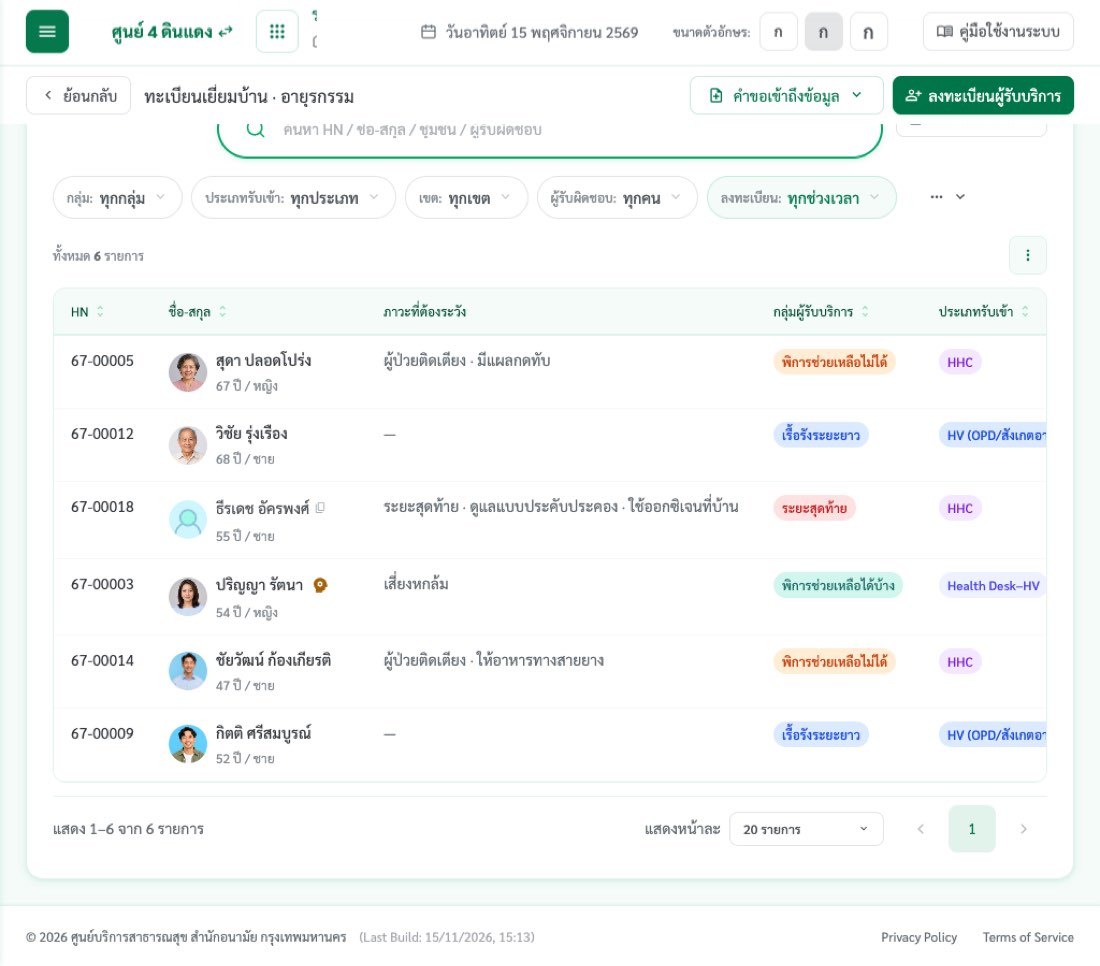 ศูนย์ 4 ดินแดง
วันอาทิตย์ 15 พฤศจิกายน 2569
ขนาดตัวอักษร: ก ก ก
คู่มือใช้งานระบบ
ย้อนกลับ
ทะเบียนเยี่ยมบ้าน · อายุรกรรม
คำขอเข้าถึงข้อมูล
ลงทะเบียนผู้รับบริการ
ค้นหา HN / ชื่อ-สกุล / ชุมชน / ผู้รับผิดชอบ
กลุ่ม: ทุกกลุ่ม
ประเภทรับเข้า: ทุกประเภท
เขต: ทุกเขต
ผู้รับผิดชอบ: ทุกคน
ลงทะเบียน: ทุกช่วงเวลา
ทั้งหมด 6 รายการ
HN ชื่อ-สกุล ภาวะที่ต้องระวัง กลุ่มผู้รับบริการ ประเภทรับเข้า
67-00005 สุดา ปลอดโปร่ง ผู้ป่วยติดเตียง · มีแผลกดทับ พิการช่วยเหลือไม่ได้ HHC
67 ปี / หญิง
67-00012 วิชัย รุ่งเรือง — เรื้อรังระยะยาว HV (OPD/สังเกตอา
68 ปี / ชาย
67-00018 ธีรเดช อัครพงศ์ ระยะสุดท้าย · ดูแลแบบประคับประคอง · ใช้ออกซิเจนที่บ้าน ระยะสุดท้าย HHC
55 ปี / ชาย
67-00003 ปริญญา รัตนา เสี่ยงหกล้ม พิการช่วยเหลือได้บ้าง Health Desk–HV
54 ปี / หญิง
67-00014 ชัยวัฒน์ ก้องเกียรติ ผู้ป่วยติดเตียง · ให้อาหารทางสายยาง พิการช่วยเหลือไม่ได้ HHC
47 ปี / ชาย
67-00009 กิตติ ศรีสมบูรณ์ — เรื้อรังระยะยาว HV (OPD/สังเกตอา
52 ปี / ชาย
แสดง 1–6 จาก 6 รายการ
แสดงหน้าละ 20 รายการ
1
© 2026 ศูนย์บริการสาธารณสุข สำนักอนามัย กรุงเทพมหานคร (Last Build: 15/11/2026, 15:13)
Privacy Policy Terms of Service